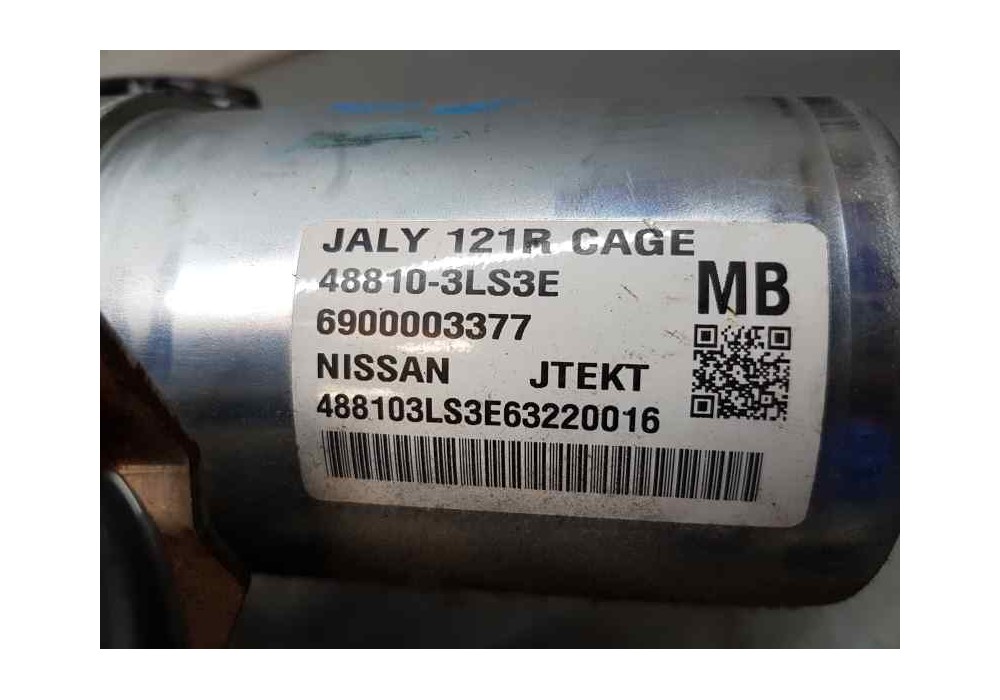 JALY 121R CAGE
48810-3LS3E
MB
6900003377
NISSAN JTEKT
488103LS3E63220016